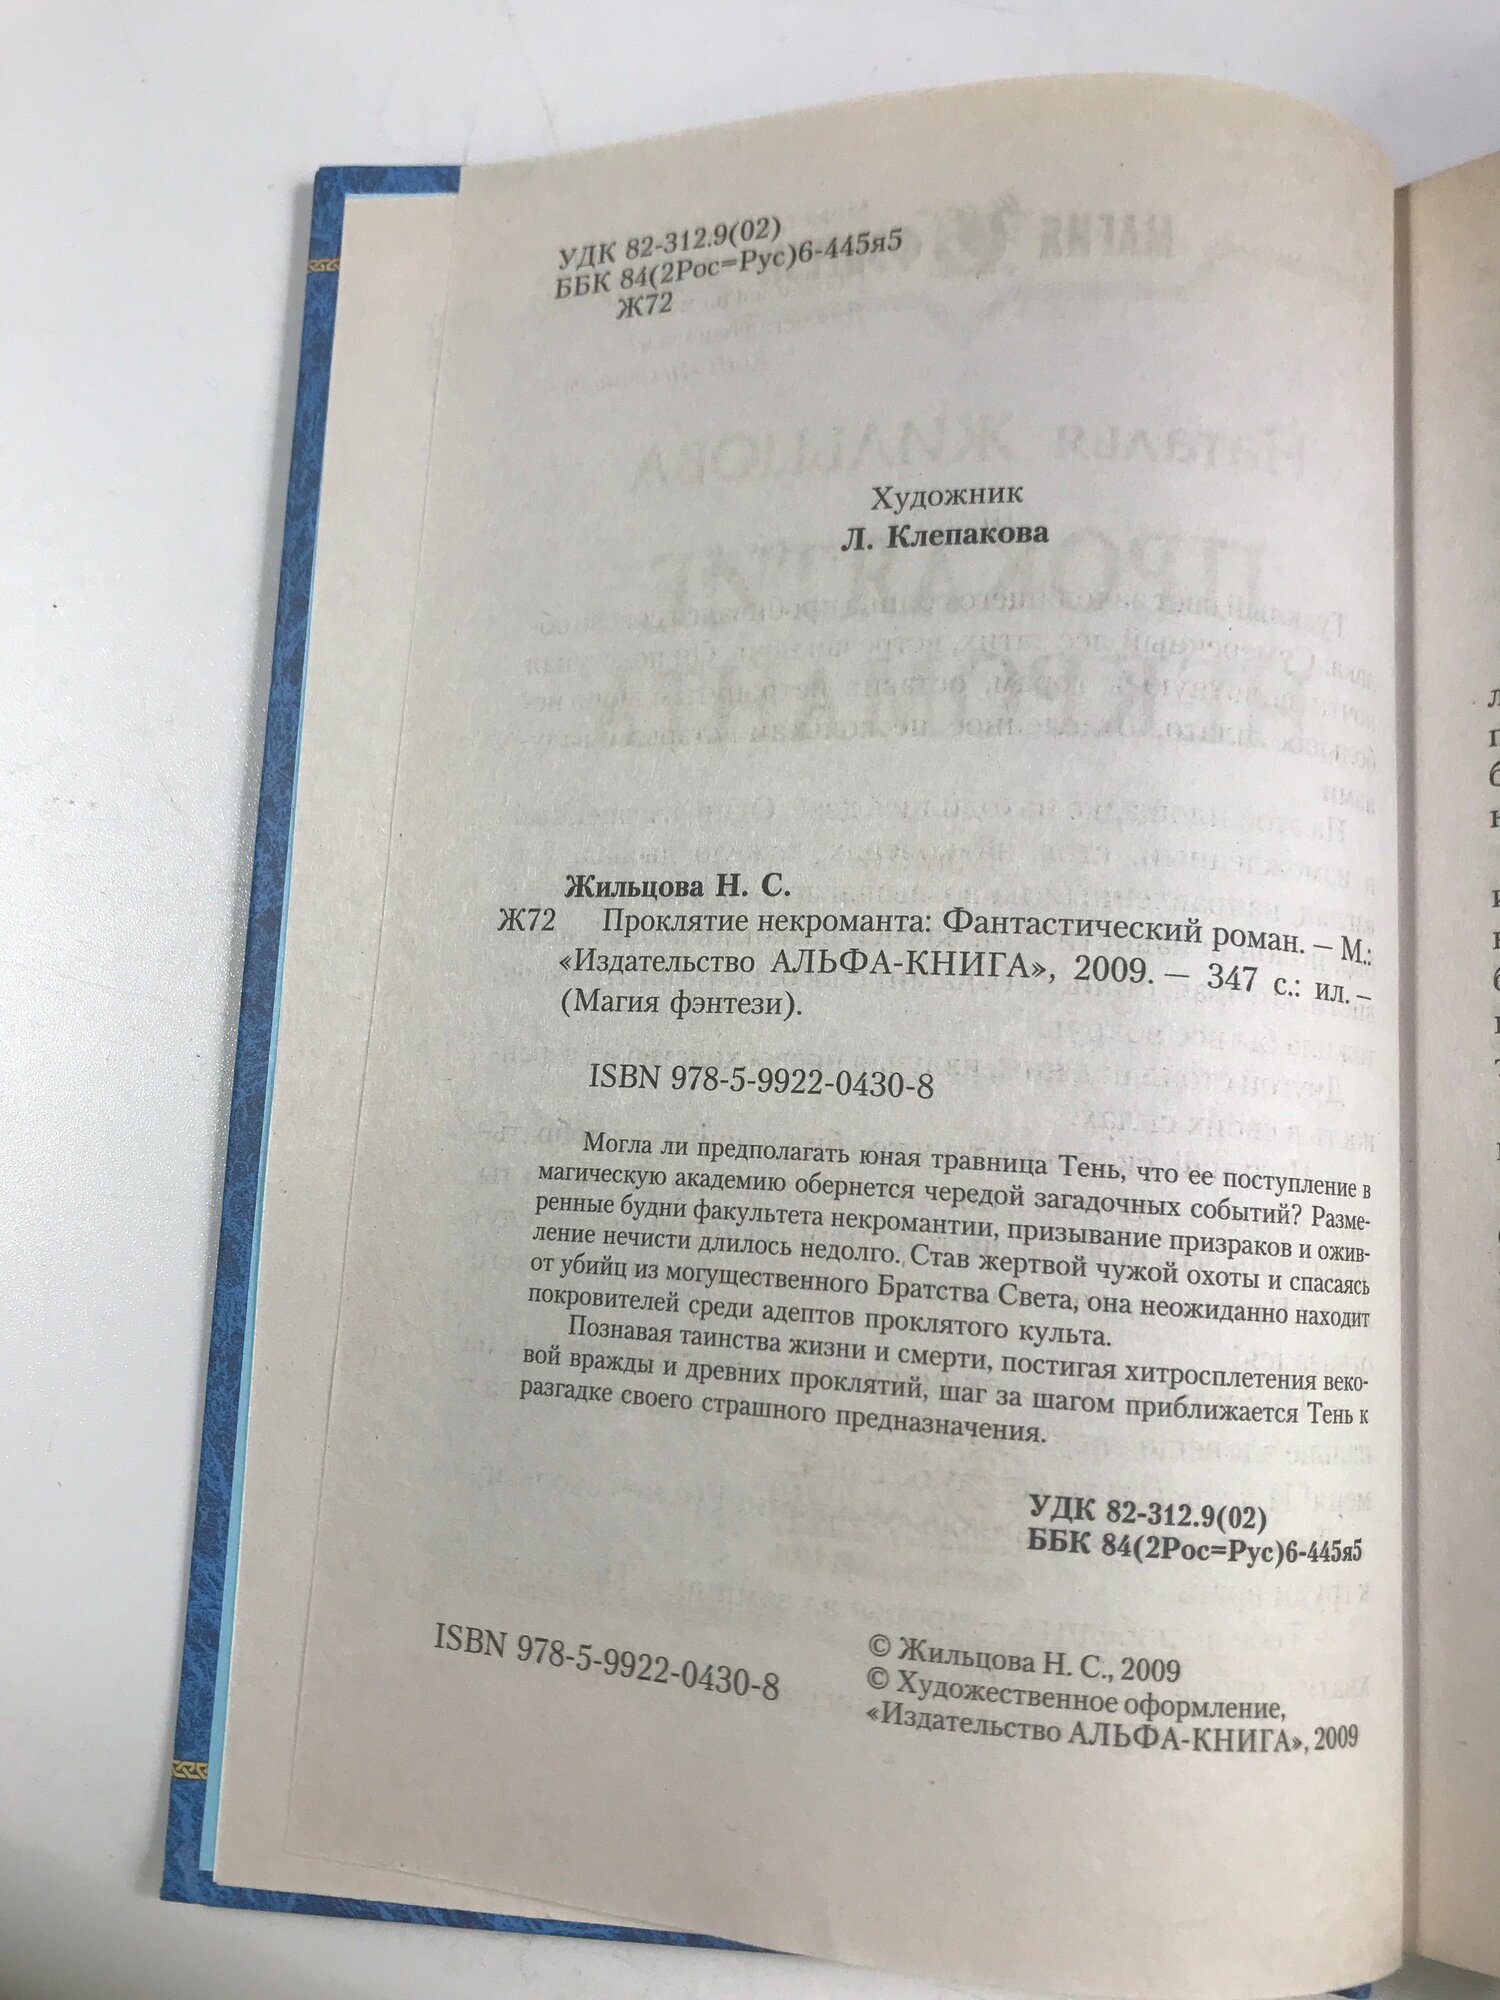 УДК 82-312.9(02)
ББК 84(2Рос=Рус)6-445я5
Ж72
Художник
Л. Клепакова
Жильцова Н. С.
Ж72 Проклятие некроманта: Фантастический роман. – М.:
«Издательство АЛЬФА-КНИГА», 2009. — 347 с.: ил. –
(Магия фэнтези).
ISBN 978-5-9922-0430-8
Могла ли предполагать юная травница Тень, что ее поступление в
магическую академию обернется чередой загадочных событий? Разме-
ренные будни факультета некромантии, призывание призраков и ожив-
ление нечисти длилось недолго. Став жертвой чужой охоты и спасаясь
от убийц из могущественного Братства Света, она неожиданно находит
покровителей среди адептов проклятого культа.
Познавая таинства жизни и смерти, постигая хитросплетения веко-
вой вражды и древних проклятий, шаг за шагом приближается Тень к
разгадке своего страшного предназначения.
УДК 82-312.9(02)
ББК 84(2Рос=Рус)6-445я5
ISBN 978-5-9922-0430-8
© Жильцова Н. С., 2009
© Художественное оформление,
«Издательство АЛЬФА-КНИГА», 2009